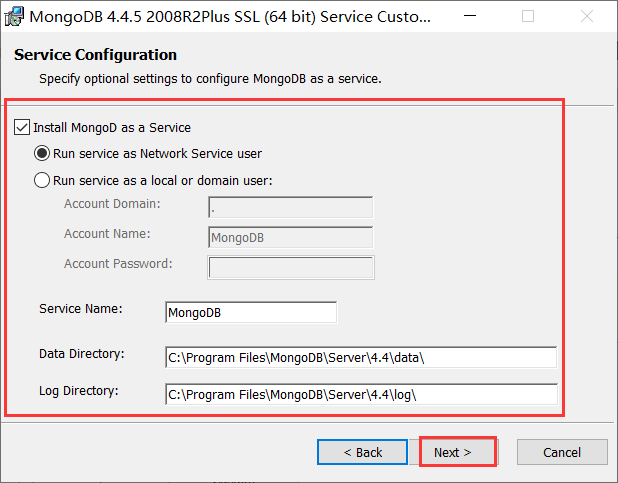 MongoDB 4.4.5 2008R2Plus SSL (64 bit) Service Custo...
Service Configuration
Specify optional settings to configure MongoDB as a service.
Install MongoD as a Service
Run service as Network Service user
Run service as a local or domain user:
Account Domain: .
Account Name: MongoDB
Account Password:
Service Name: MongoDB
Data Directory: C:\Program Files\MongoDB\Server\4.4\data\
Log Directory: C:\Program Files\MongoDB\Server\4.4\log\
< Back Next > Cancel